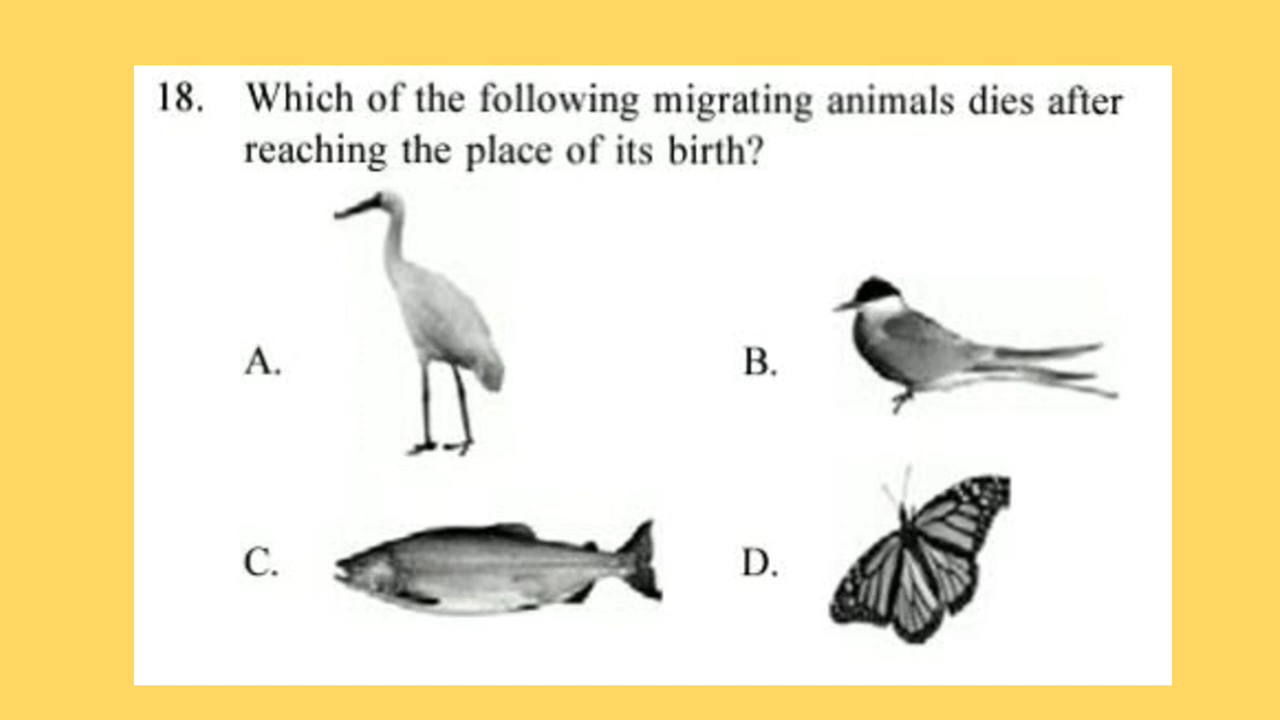 18. Which of the following migrating animals dies after
reaching the place of its birth?
A.
B.
C.
D.